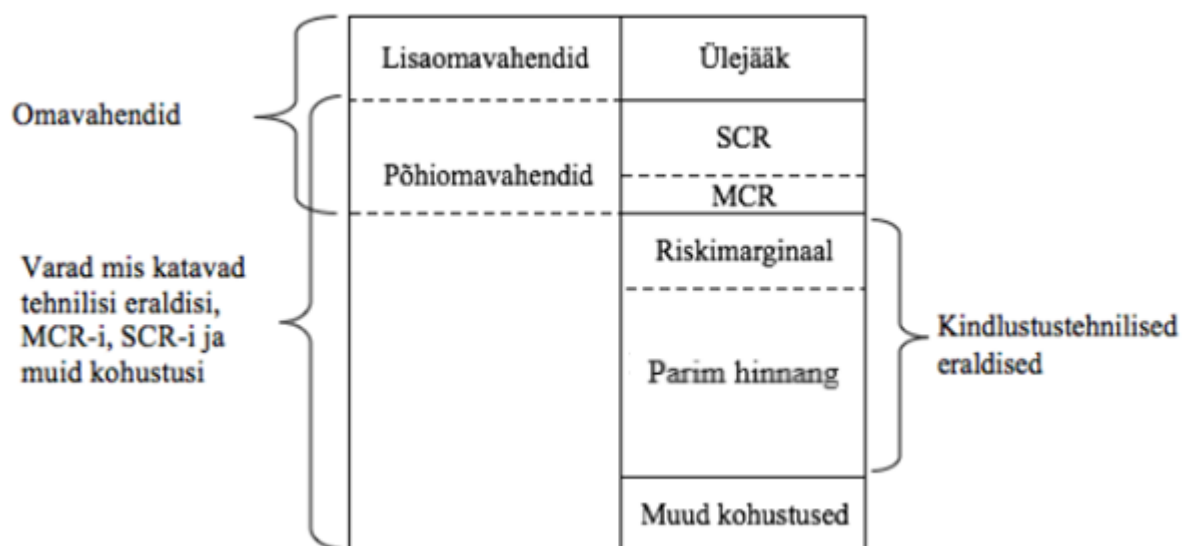 Lisaomavahendid
Ülejääk
Omavahendid
SCR
Põhiomavahendid
MCR
Riskimarginaal
Varad mis katavad
tehnilisi eraldisi,
MCR-i, SCR-i ja
muid kohustusi
Kindlustustehnilised
eraldised
Parim hinnang
Muud kohustused